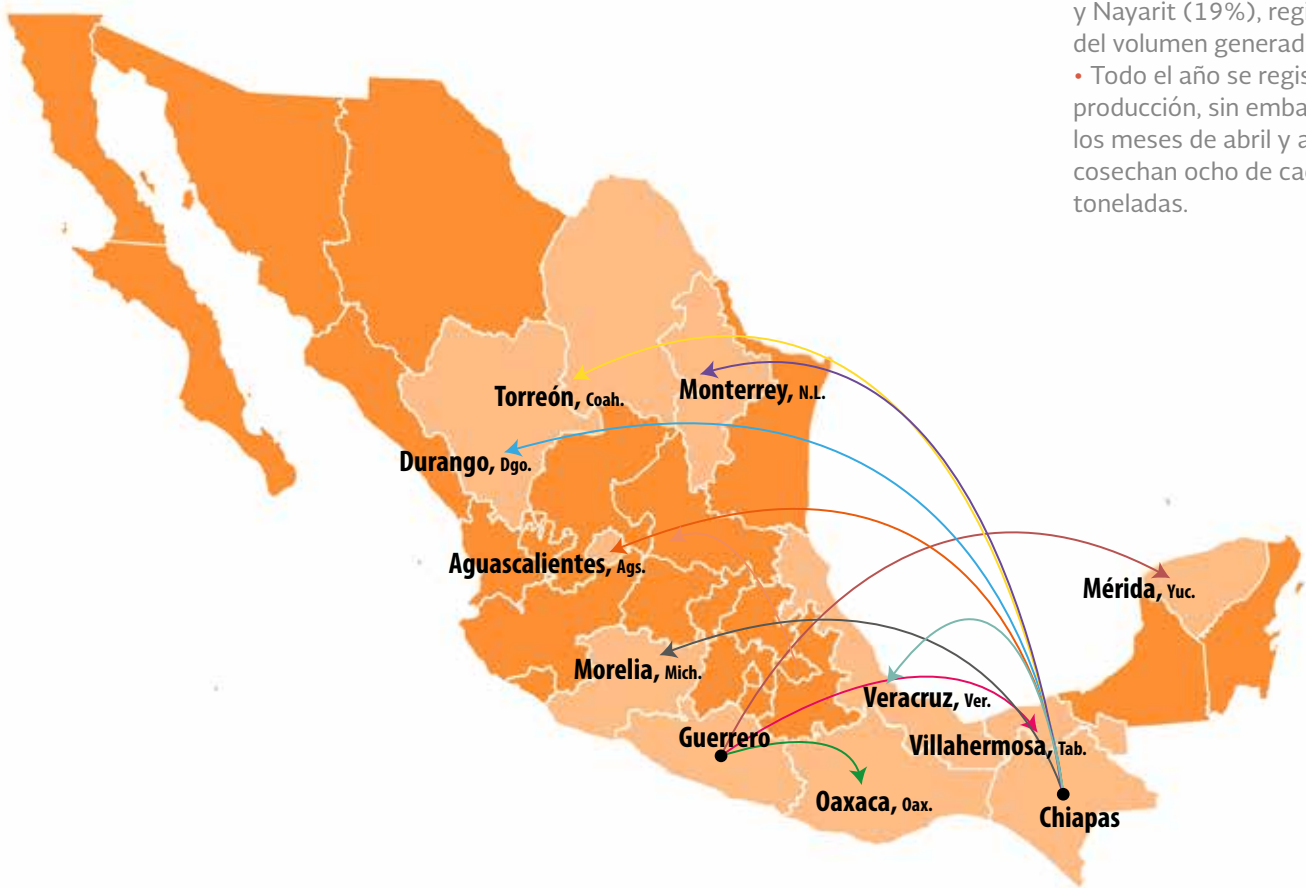 y Nayarit (19%), reg
del volumen generad
• Todo el año se regis
producción, sin emba
los meses de abril y a
cosechan ocho de cad
toneladas.
Torreón, Coah.
Monterrey, N.L.
Durango, Dgo.
Aguascalientes, Ags.
Mérida, Yuc.
Morelia, Mich.
Veracruz, Ver.
Guerrero
Villahermosa, Tab.
Oaxaca, Oax.
Chiapas